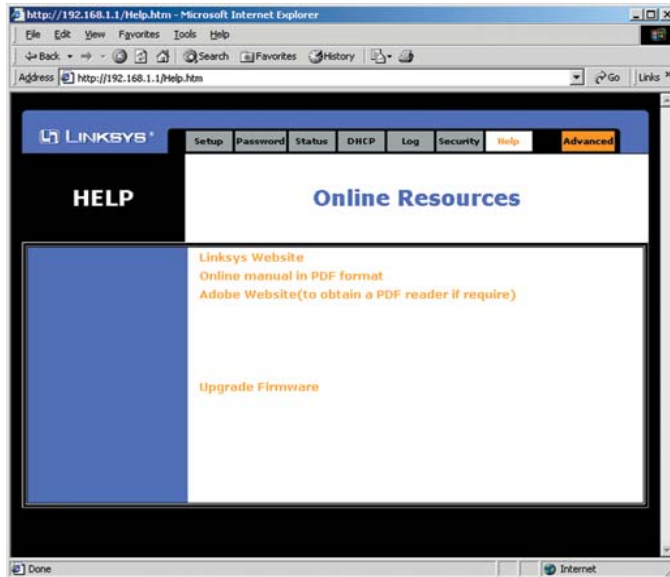 http://192.168.1.1/Help.htm - Microsoft Internet Explorer
File Edit View Favorites Tools Help
Back Search Favorites History
Address http://192.168.1.1/Help.htm Go Links
LINKSYS® Setup Password Status DHCP Log Security Help Advanced
HELP Online Resources
Linksys Website
Online manual in PDF format
Adobe Website(to obtain a PDF reader if require)
Upgrade Firmware
Done Internet